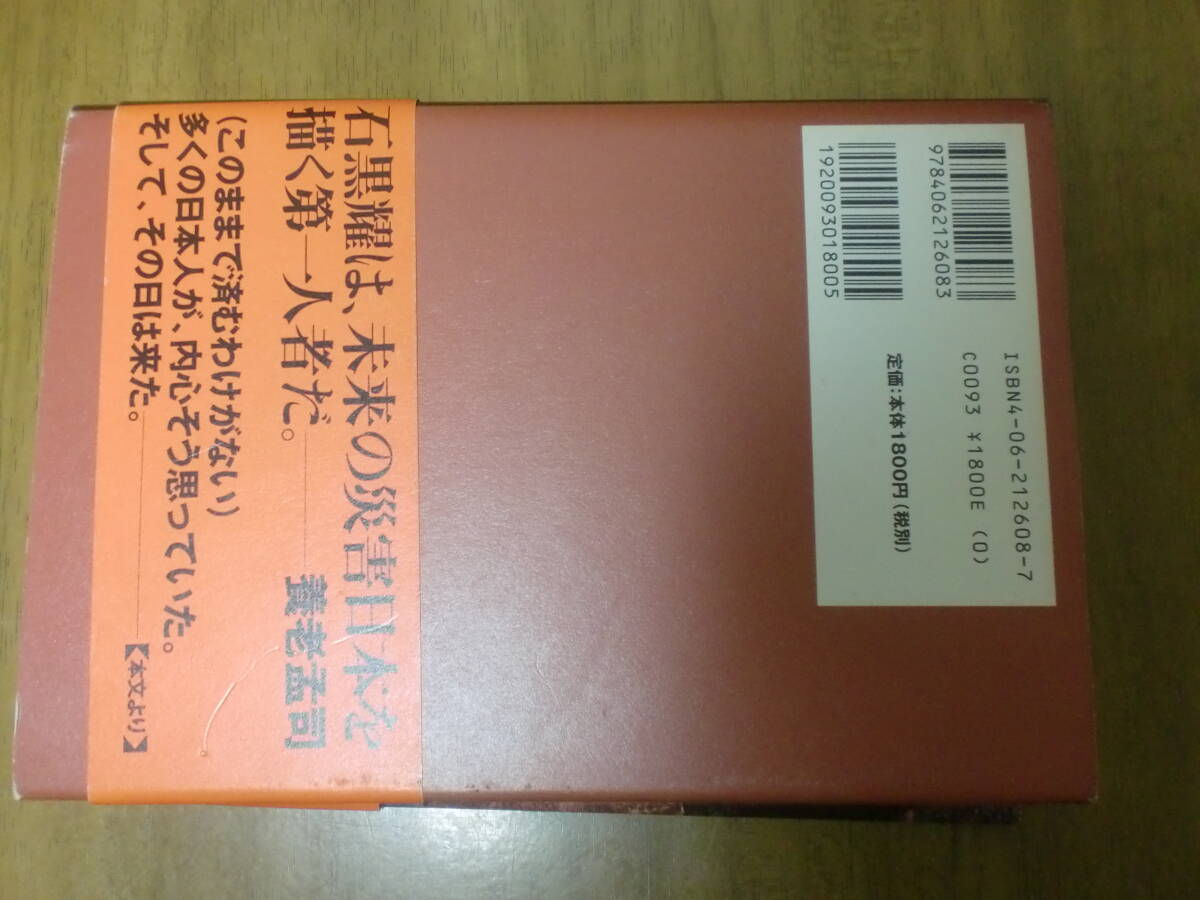 9784062126083
1920093018005
ISBN4-06-212608-7
C0093 ¥1800E (0)
定価:本体1800円(税別)
石黒耀は、未来の災害日本を
描く第一人者だ。――養老孟司
(このままで済むわけがない)
多くの日本人が、内心そう思っていた。
そして、その日は来た。――【本文より】